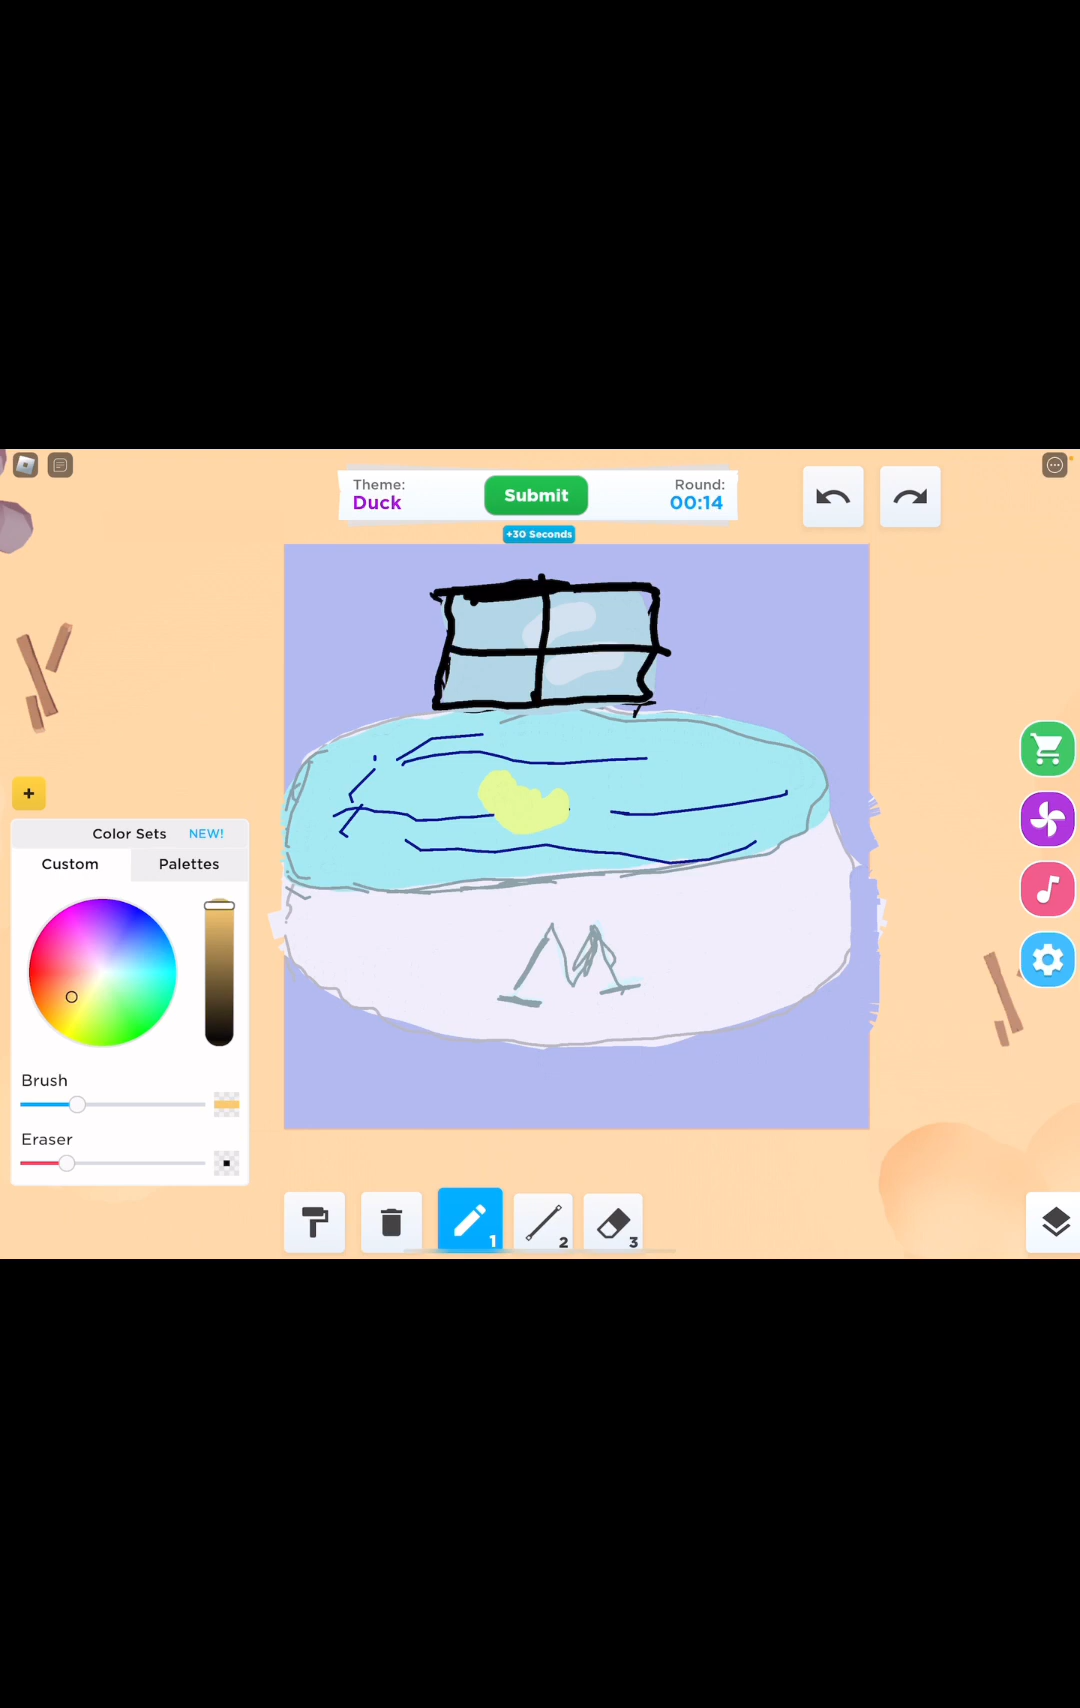 Theme:
Duck
Submit
Round:
00:14
+30 Seconds
+
Color Sets NEW!
Custom Palettes
Brush
Eraser
1
2
3